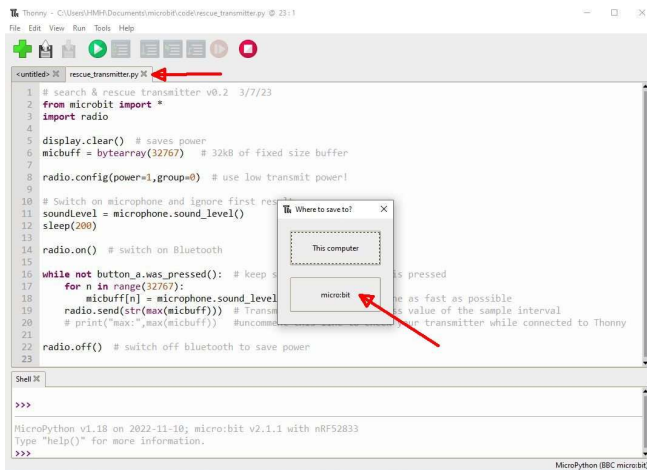 Thonny - C:\Users\HMH\Documents\microbit\code\rescue_transmitter.py @ 23 : 1
File Edit View Run Tools Help
<untitled> rescue_transmitter.py
1 # search & rescue transmitter v0.2 3/7/23
2 from microbit import *
3 import radio
4
5 display.clear() # saves power
6 micbuff = bytearray(32767) # 32kB of fixed size buffer
7
8 radio.config(power=1,group=0) # use low transmit power!
9
10 # Switch on microphone and ignore first res
11 soundLevel = microphone.sound_level()
12 sleep(200)
13
14 radio.on() # switch on Bluetooth
15
16 while not button_a.was_pressed(): # keep s is pressed
17 for n in range(32767):
18 micbuff[n] = microphone.sound_level ne as fast as possible
19 radio.send(str(max(micbuff))) # Transm ss value of the sample interval
20 # print("max:",max(micbuff)) #uncomme your transmitter while connected to Thonny
21
22 radio.off() # switch off bluetooth to save power
23
Where to save to?
This computer
micro:bit
Shell
>>>
MicroPython v1.18 on 2022-11-10; micro:bit v2.1.1 with nRF52833
Type "help()" for more information.
>>>
MicroPython (BBC micro:bit)